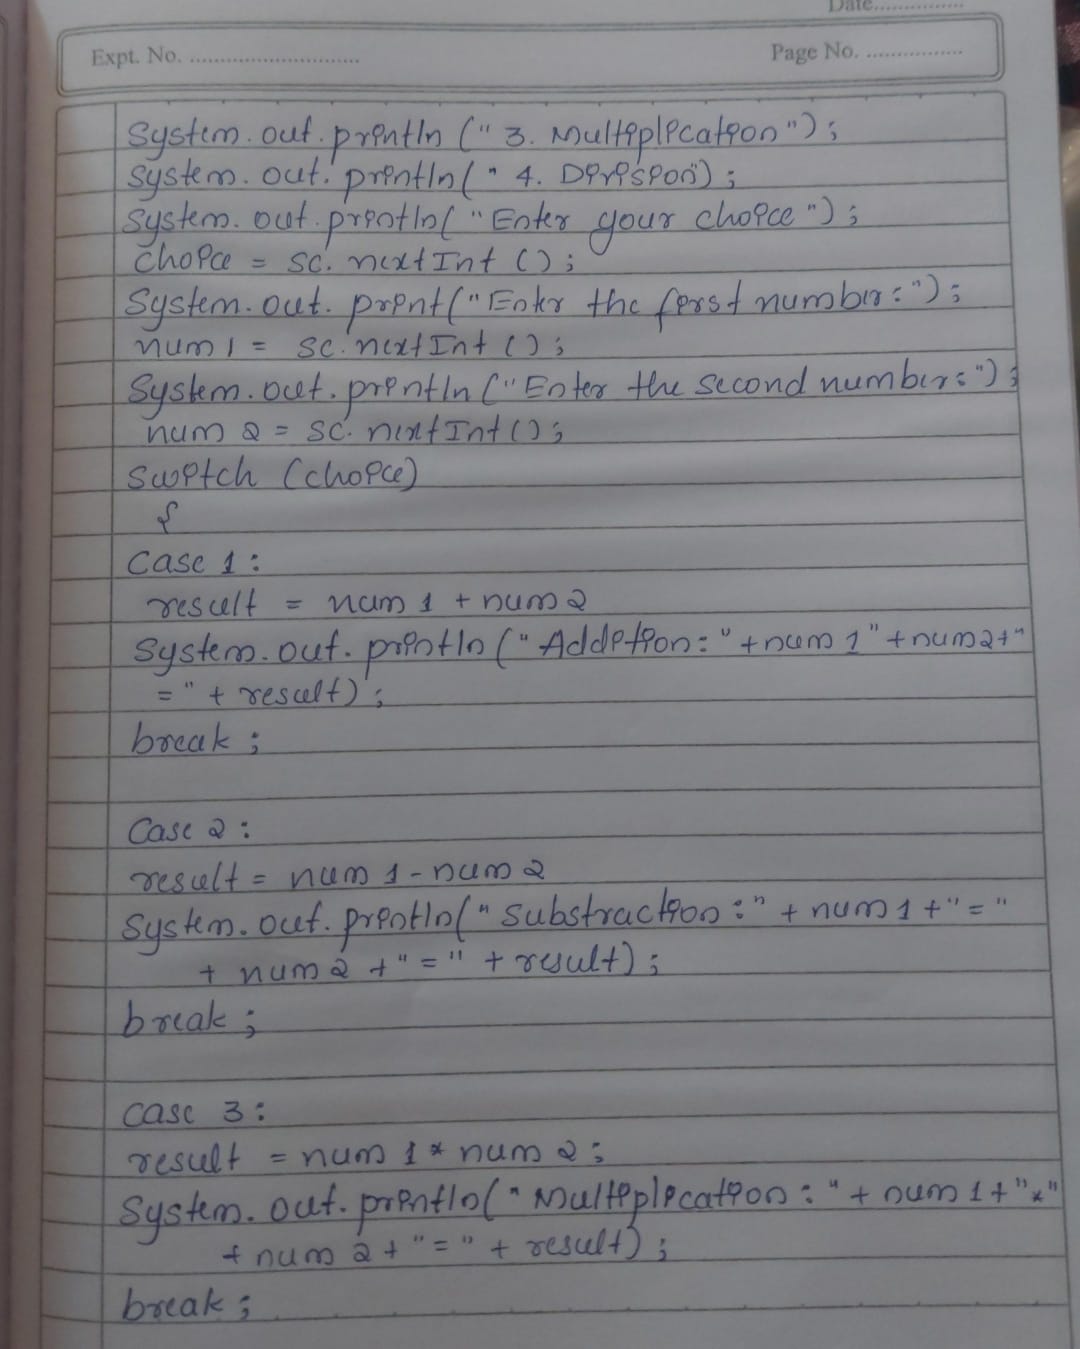 Date................
Expt. No. ............................
Page No. ................
System.out.println (" 3. Multiplication");
System.out.println(" 4. Division");
System.out.println("Enter your choice");
choice = sc.nextInt ();
System.out.print("Enter the first number:");
num1 = sc.nextInt ();
System.out.println ("Enter the second number:");
num 2 = sc.nextInt ();
switch (choice)
{
Case 1:
result = num 1 + num 2
System.out.println ("Addition:"+num 1"+num2+"
=" + result);
break;
Case 2:
result = num 1 - num 2
System.out.println("Substraction:" + num 1 +"="
+ num 2 +"=" + result);
break;
case 3:
result = num 1 * num 2;
System.out.println("Multiplication:" + num 1+"*"
+ num 2 + "=" + result);
break;